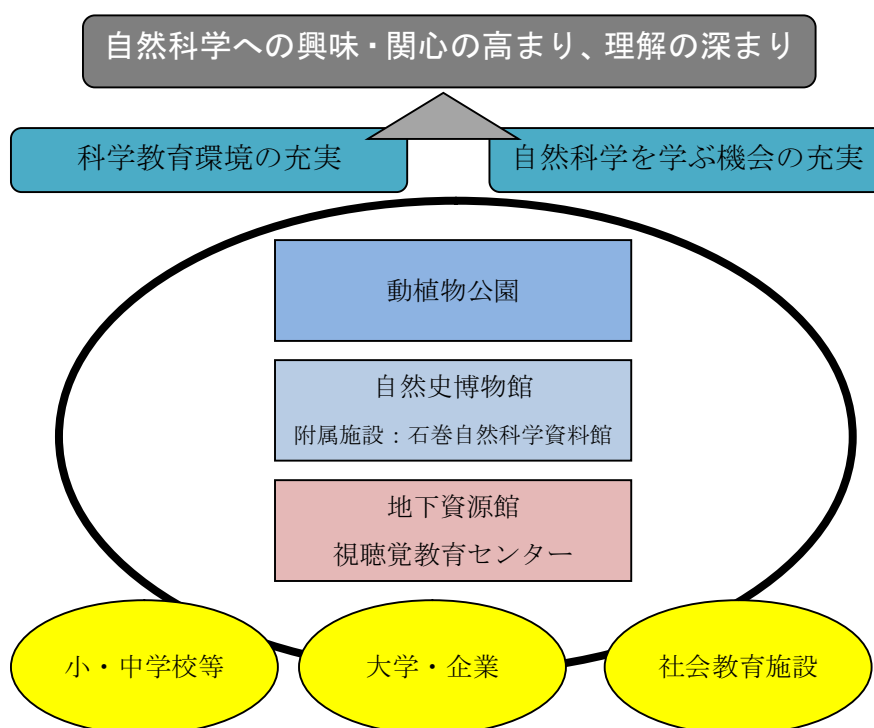 自然科学への興味・関心の高まり、理解の深まり
科学教育環境の充実
自然科学を学ぶ機会の充実
動植物公園
自然史博物館
附属施設：石巻自然科学資料館
地下資源館
視聴覚教育センター
小・中学校等
大学・企業
社会教育施設